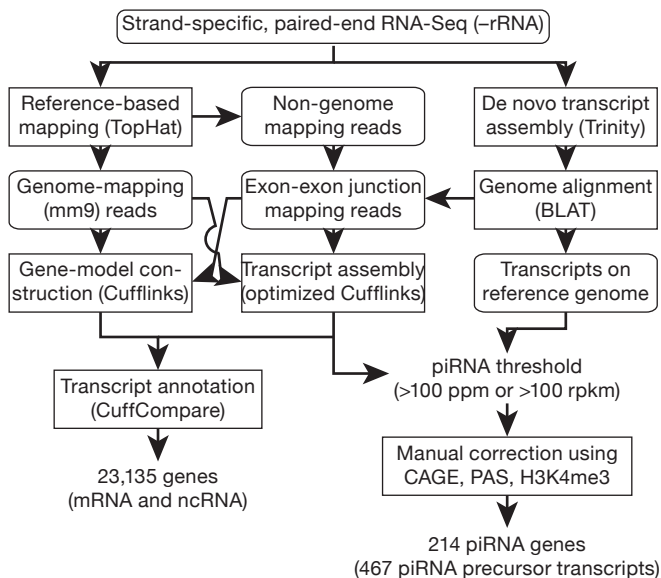 Strand-specific, paired-end RNA-Seq (–rRNA)
Reference-based
mapping (TopHat)
Non-genome
mapping reads
De novo transcript
assembly (Trinity)
Genome-mapping
(mm9) reads
Exon-exon junction
mapping reads
Genome alignment
(BLAT)
Gene-model con-
struction (Cufflinks)
Transcript assembly
(optimized Cufflinks)
Transcripts on
reference genome
Transcript annotation
(CuffCompare)
piRNA threshold
(>100 ppm or >100 rpkm)
23,135 genes
(mRNA and ncRNA)
Manual correction using
CAGE, PAS, H3K4me3
214 piRNA genes
(467 piRNA precursor transcripts)